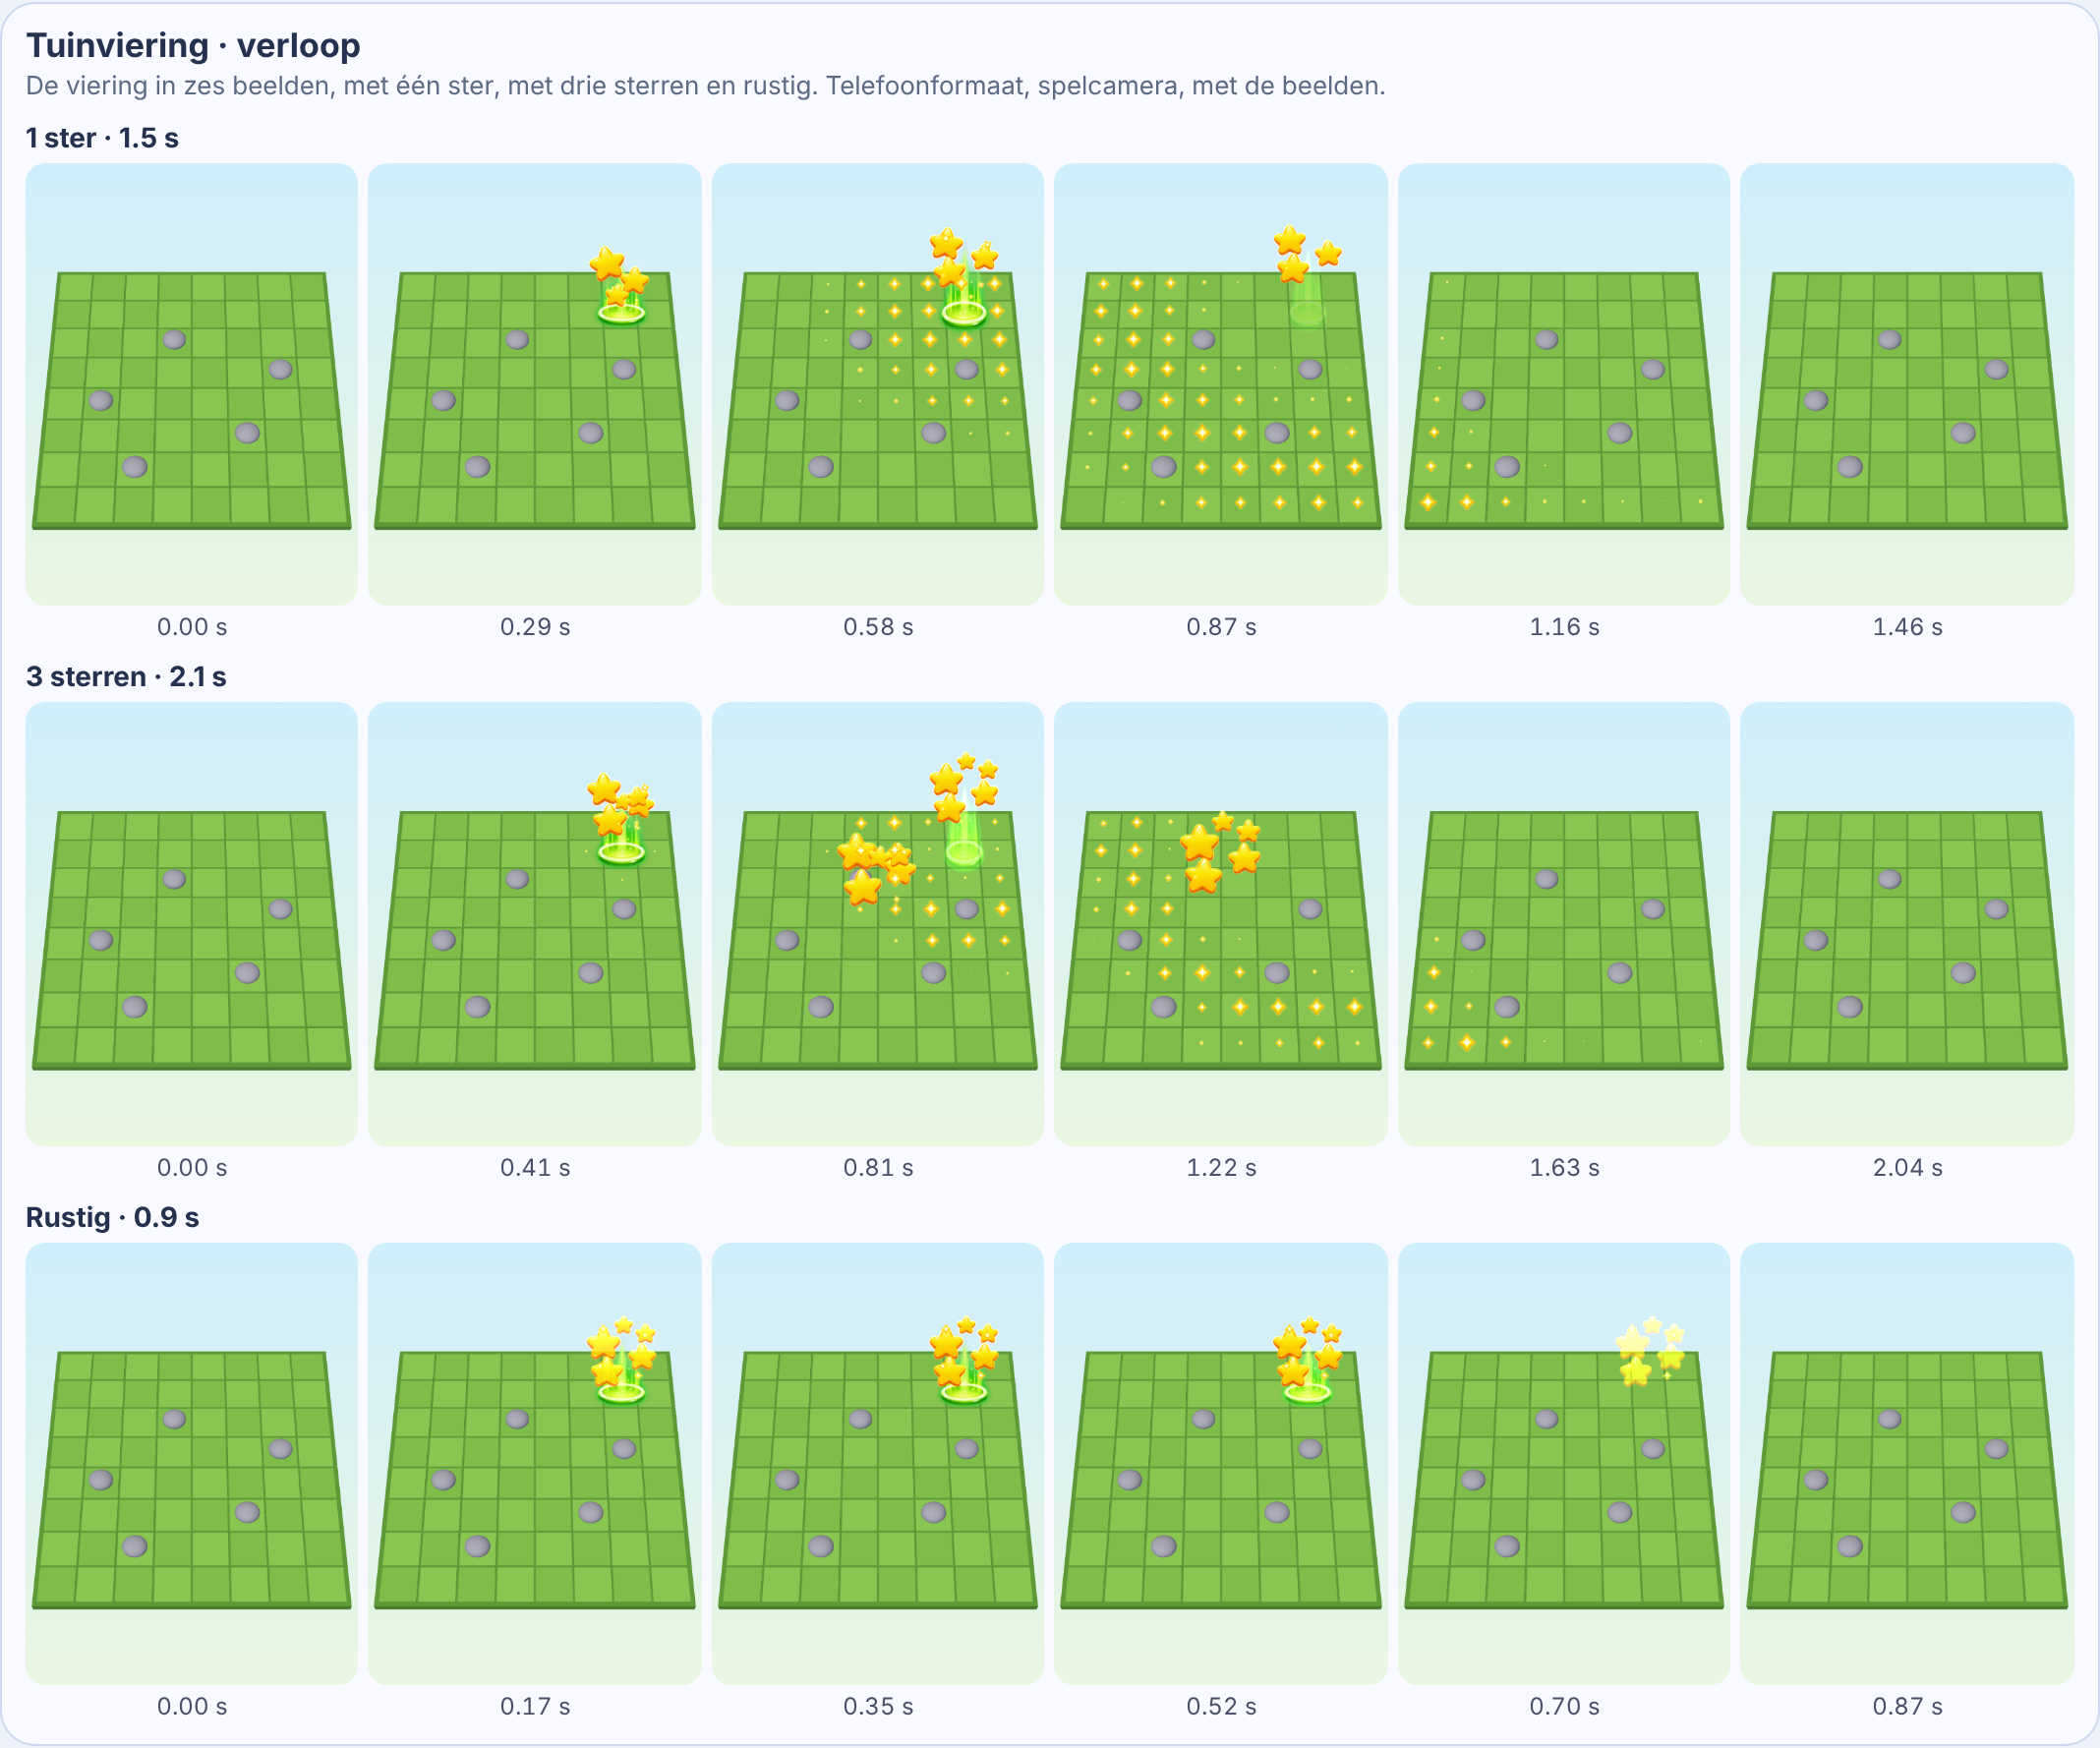 Tuinviering · verloop
De viering in zes beelden, met één ster, met drie sterren en rustig. Telefoonformaat, spelcamera, met de beelden.
1 ster · 1.5 s
0.00 s 0.29 s 0.58 s 0.87 s 1.16 s 1.46 s
3 sterren · 2.1 s
0.00 s 0.41 s 0.81 s 1.22 s 1.63 s 2.04 s
Rustig · 0.9 s
0.00 s 0.17 s 0.35 s 0.52 s 0.70 s 0.87 s